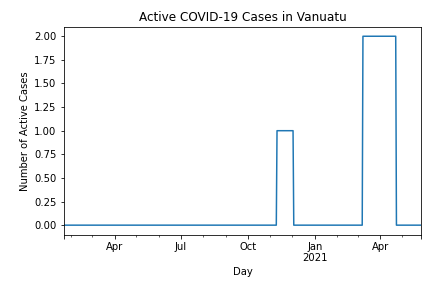 Active COVID-19 Cases in Vanuatu
Number of Active Cases
2.00
1.75
1.50
1.25
1.00
0.75
0.50
0.25
0.00
Apr Jul Oct Jan Apr
2021
Day